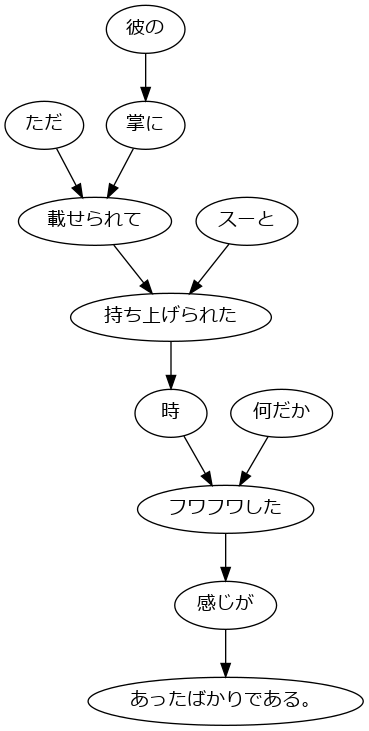 彼の
ただ
掌に
載せられて
スーと
持ち上げられた
時
何だか
フワフワした
感じが
あったばかりである。